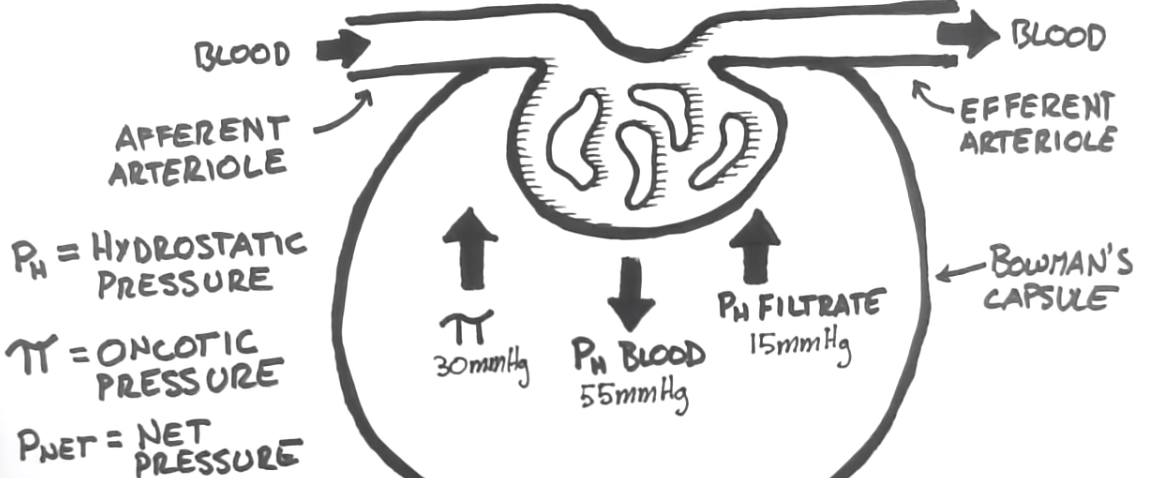 BLOOD
BLOOD
AFFERENT
ARTERIOLE
EFFERENT
ARTERIOLE
PH = HYDROSTATIC
PRESSURE
π = ONCOTIC
PRESSURE
PNET = NET
PRESSURE
π
30mmHg
PH BLOOD
55mmHg
PH FILTRATE
15mmHg
BOWMAN'S
CAPSULE